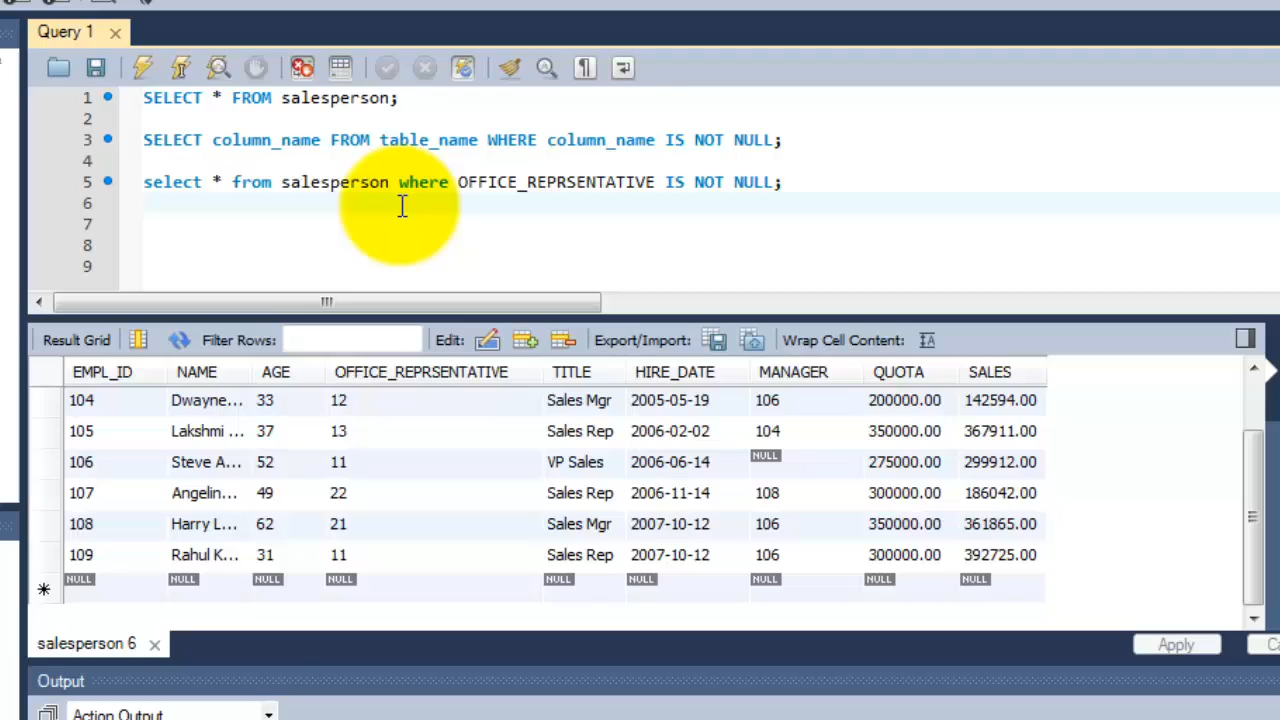 Query 1
1 SELECT * FROM salesperson;
2
3 SELECT column_name FROM table_name WHERE column_name IS NOT NULL;
4
5 select * from salesperson where OFFICE_REPRSENTATIVE IS NOT NULL;
6
7
8
9
Result Grid Filter Rows: Edit: Export/Import: Wrap Cell Content:
EMPL_ID NAME AGE OFFICE_REPRSENTATIVE TITLE HIRE_DATE MANAGER QUOTA SALES
104 Dwayne... 33 12 Sales Mgr 2005-05-19 106 200000.00 142594.00
105 Lakshmi ... 37 13 Sales Rep 2006-02-02 104 350000.00 367911.00
106 Steve A... 52 11 VP Sales 2006-06-14 NULL 275000.00 299912.00
107 Angelin... 49 22 Sales Rep 2006-11-14 108 300000.00 186042.00
108 Harry L... 62 21 Sales Mgr 2007-10-12 106 350000.00 361865.00
109 Rahul K... 31 11 Sales Rep 2007-10-12 106 300000.00 392725.00
NULL NULL NULL NULL NULL NULL NULL NULL NULL
salesperson 6 Apply
Output
Action Output